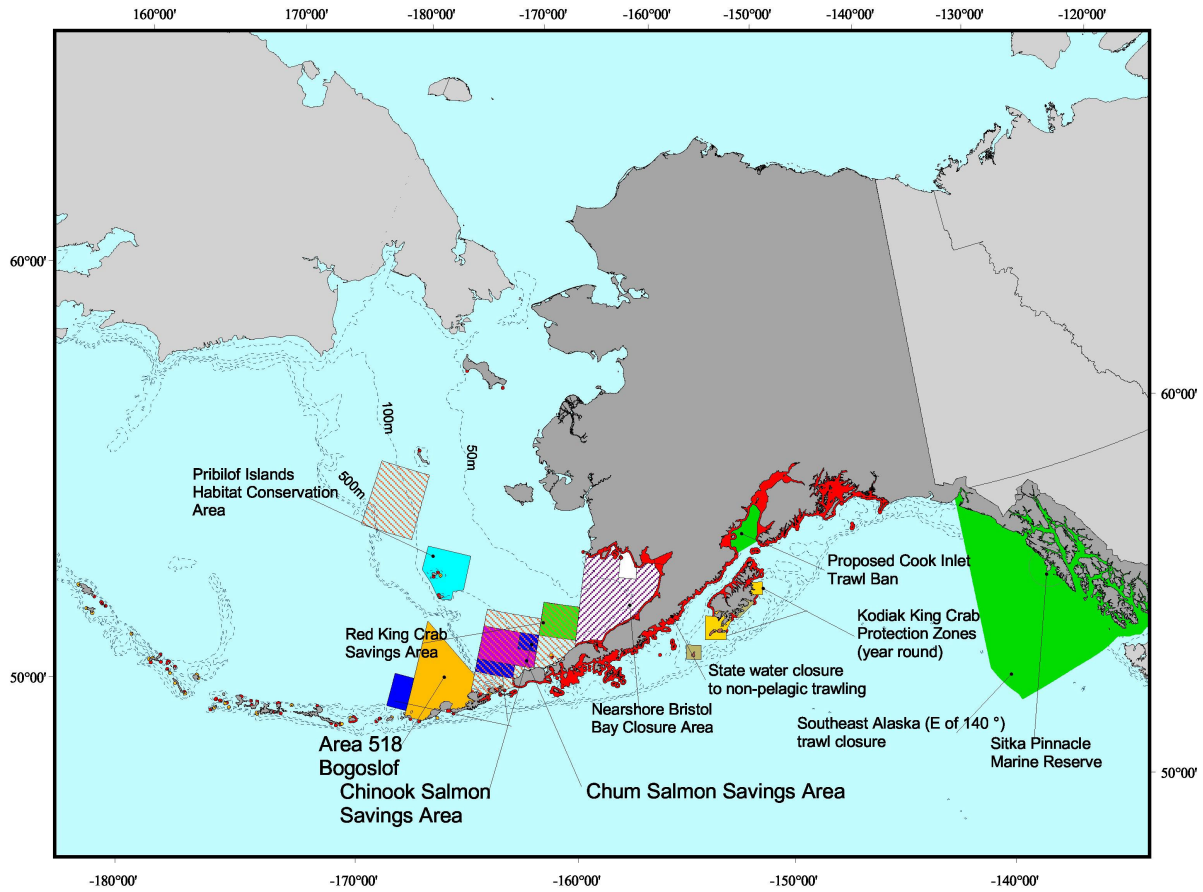 160°00' 170°00' -180°00' -170°00' -160°00' -150°00' -140°00' -130°00' -120°00'
60°00'
60°00'
100m
50m
500m
Pribilof Islands
Habitat Conservation
Area
Proposed Cook Inlet
Trawl Ban
Kodiak King Crab
Protection Zones
(year round)
Red King Crab
Savings Area
State water closure
to non-pelagic trawling
50°00'
Nearshore Bristol
Bay Closure Area
Southeast Alaska (E of 140 °)
trawl closure
Sitka Pinnacle
Marine Reserve
Area 518
Bogoslof
Chinook Salmon
Savings Area
Chum Salmon Savings Area
50°00'
-180°00' -170°00' -160°00' -150°00' -140°00'